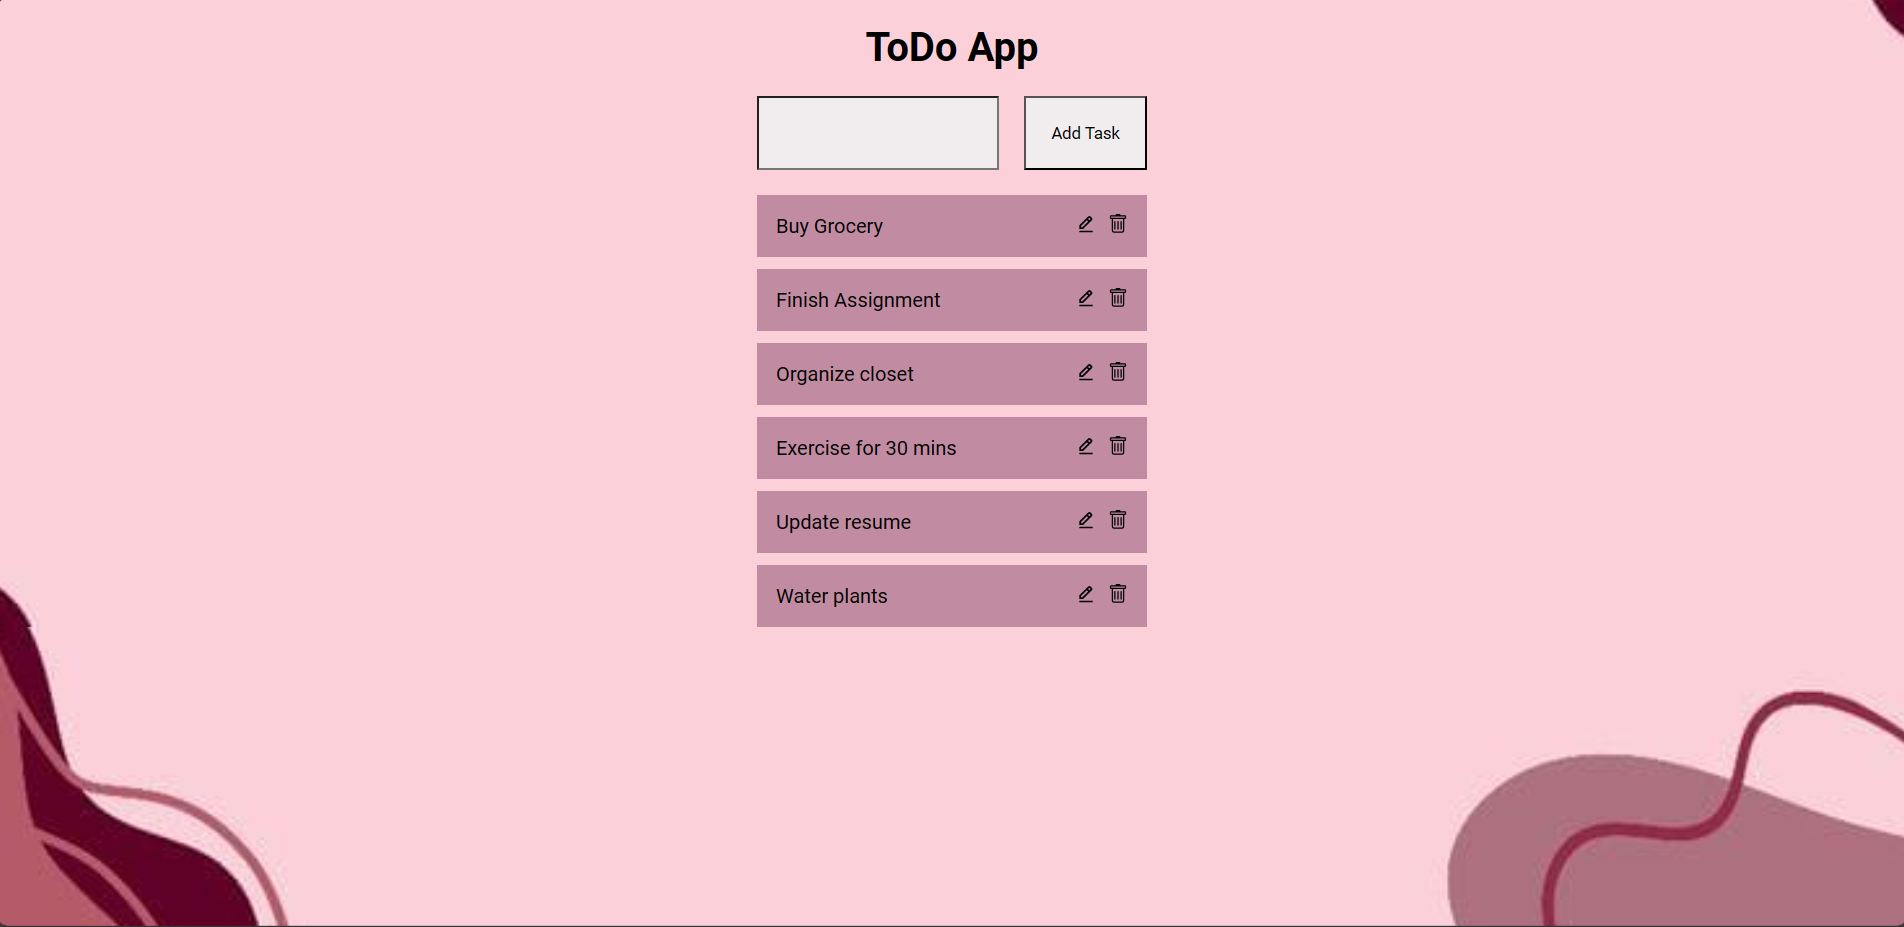 ToDo App
Add Task
Buy Grocery
Finish Assignment
Organize closet
Exercise for 30 mins
Update resume
Water plants